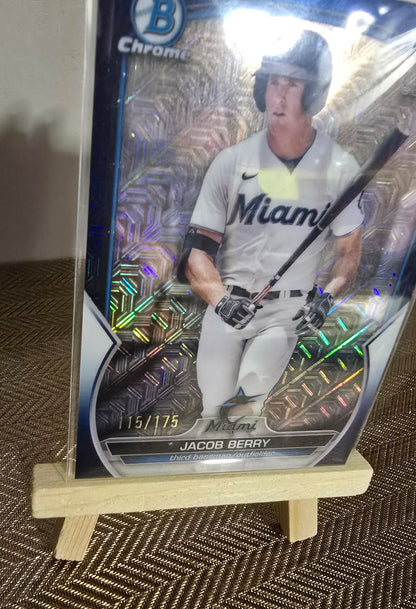 B
Chrome
Miami
115/175
Miami
JACOB BERRY
third baseman/outfielder